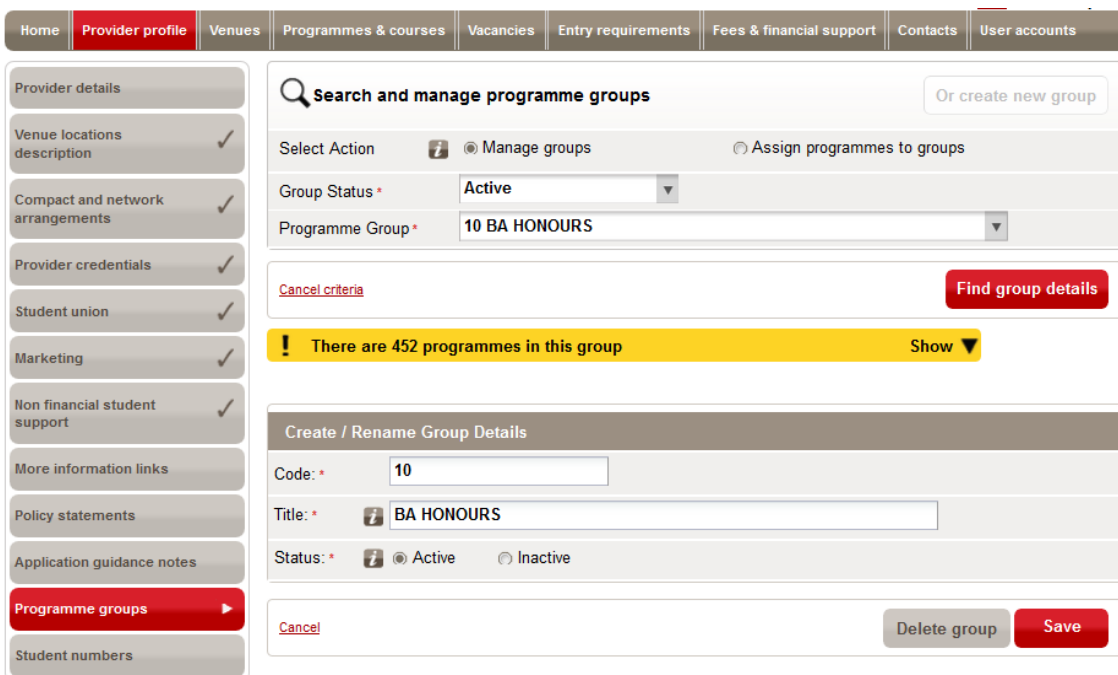 Home Provider profile Venues Programmes & courses Vacancies Entry requirements Fees & financial support Contacts User accounts
Provider details
Venue locations
description
Compact and network
arrangements
Provider credentials
Student union
Marketing
Non financial student
support
More information links
Policy statements
Application guidance notes
Programme groups
Student numbers
Search and manage programme groups Or create new group
Select Action i Manage groups Assign programmes to groups
Group Status * Active
Programme Group * 10 BA HONOURS
Cancel criteria Find group details
! There are 452 programmes in this group Show
Create / Rename Group Details
Code: * 10
Title: * i BA HONOURS
Status: * i Active Inactive
Cancel Delete group Save